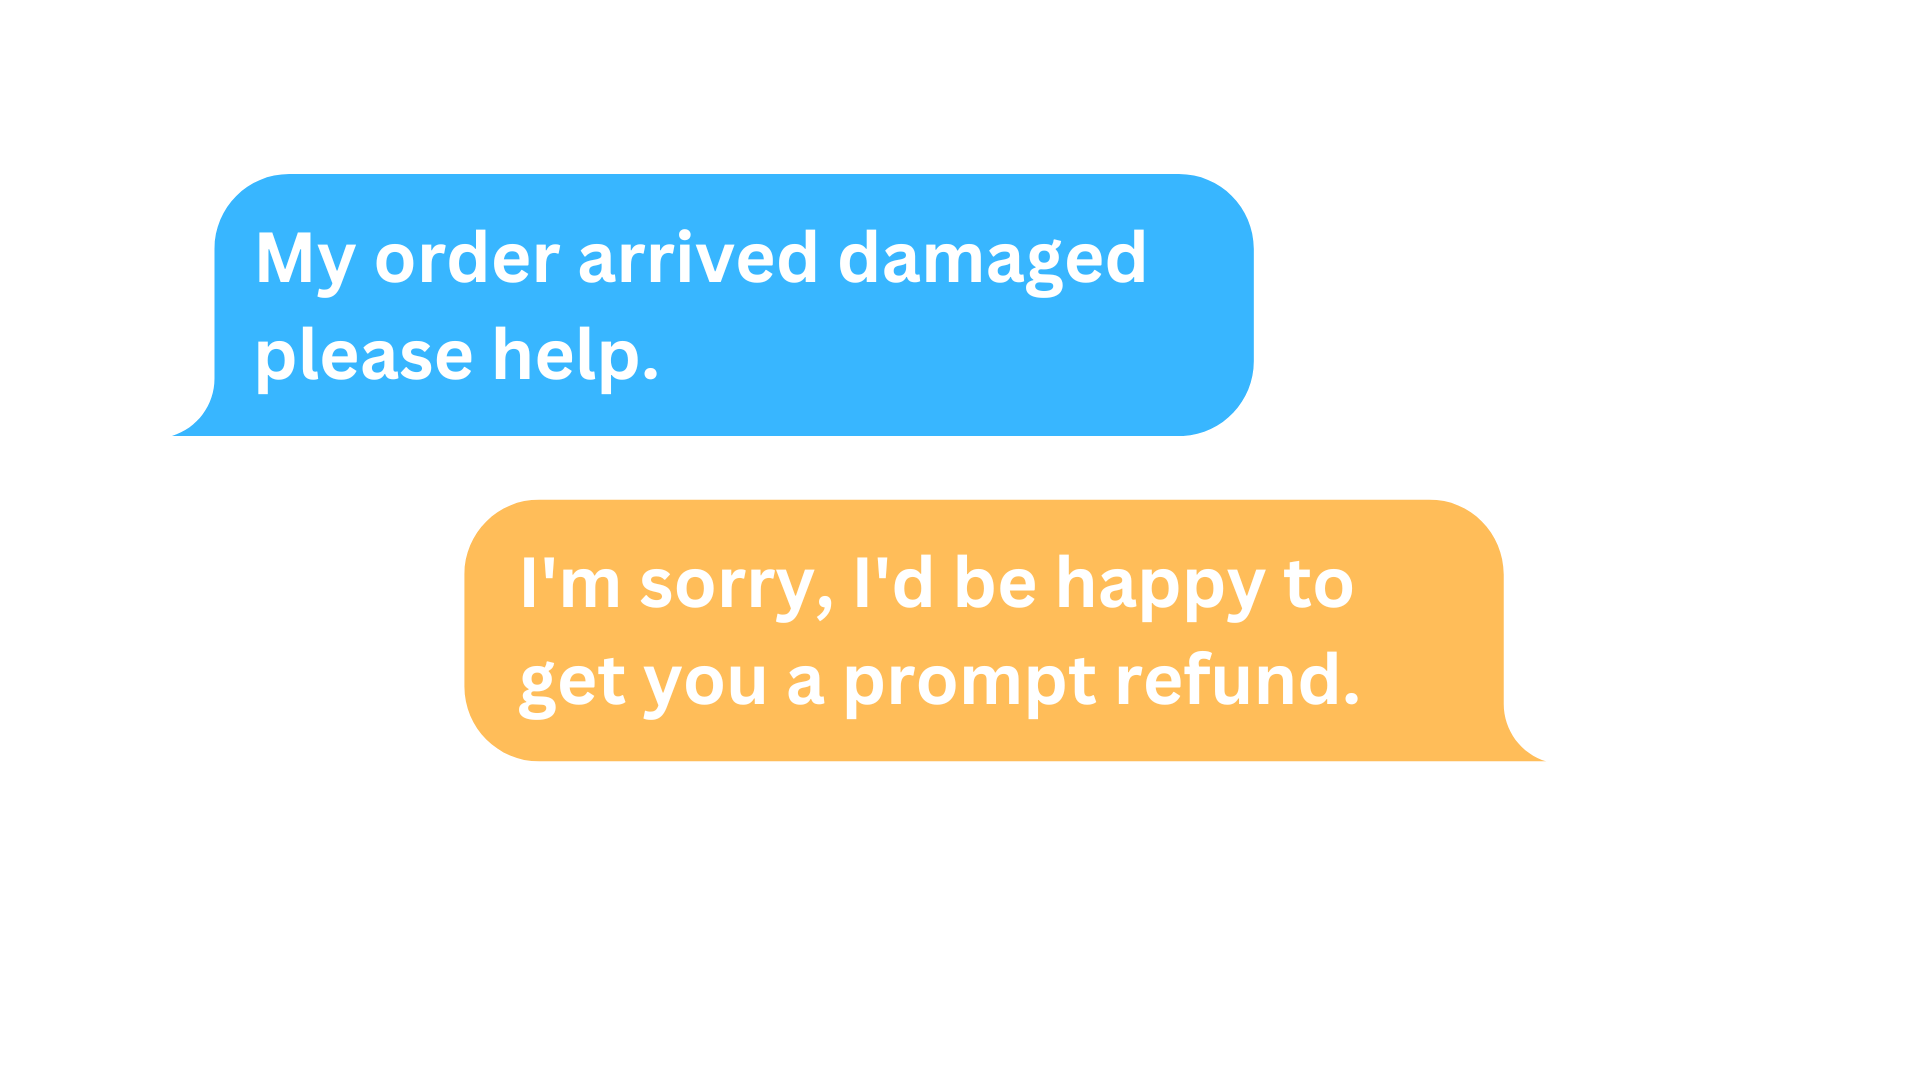 My order arrived damaged
please help.
I'm sorry, I'd be happy to
get you a prompt refund.